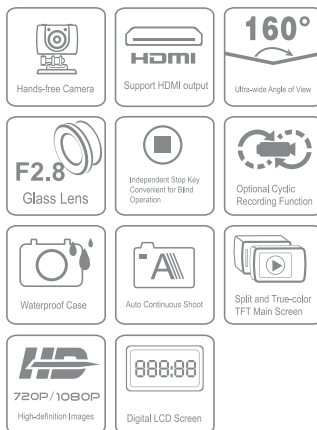 Hands-free Camera
HDMI
Support HDMI output
160°
Ultra-wide Angle of View
F2.8
Glass Lens
Independent Stop Key
Convenient for Blind
Operation
Optional Cyclic
Recording Function
Waterproof Case
A
Auto Continuous Shoot
Split and True-color
TFT Main Screen
HD
720P/1080P
High-definition Images
888:88
Digital LCD Screen